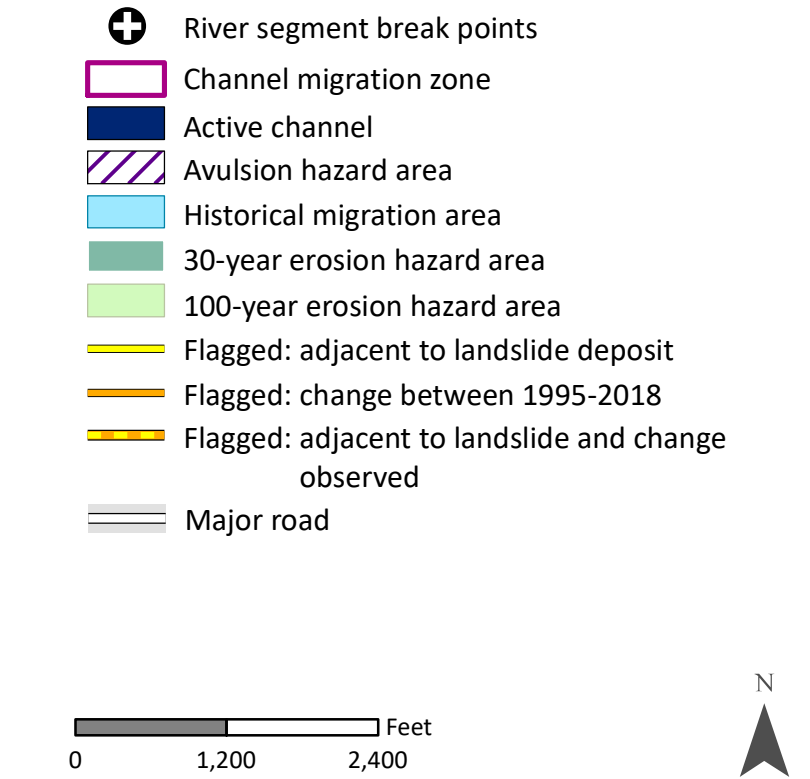 River segment break points
Channel migration zone
Active channel
Avulsion hazard area
Historical migration area
30-year erosion hazard area
100-year erosion hazard area
Flagged: adjacent to landslide deposit
Flagged: change between 1995-2018
Flagged: adjacent to landslide and change
observed
Major road
N
Feet
0 1,200 2,400